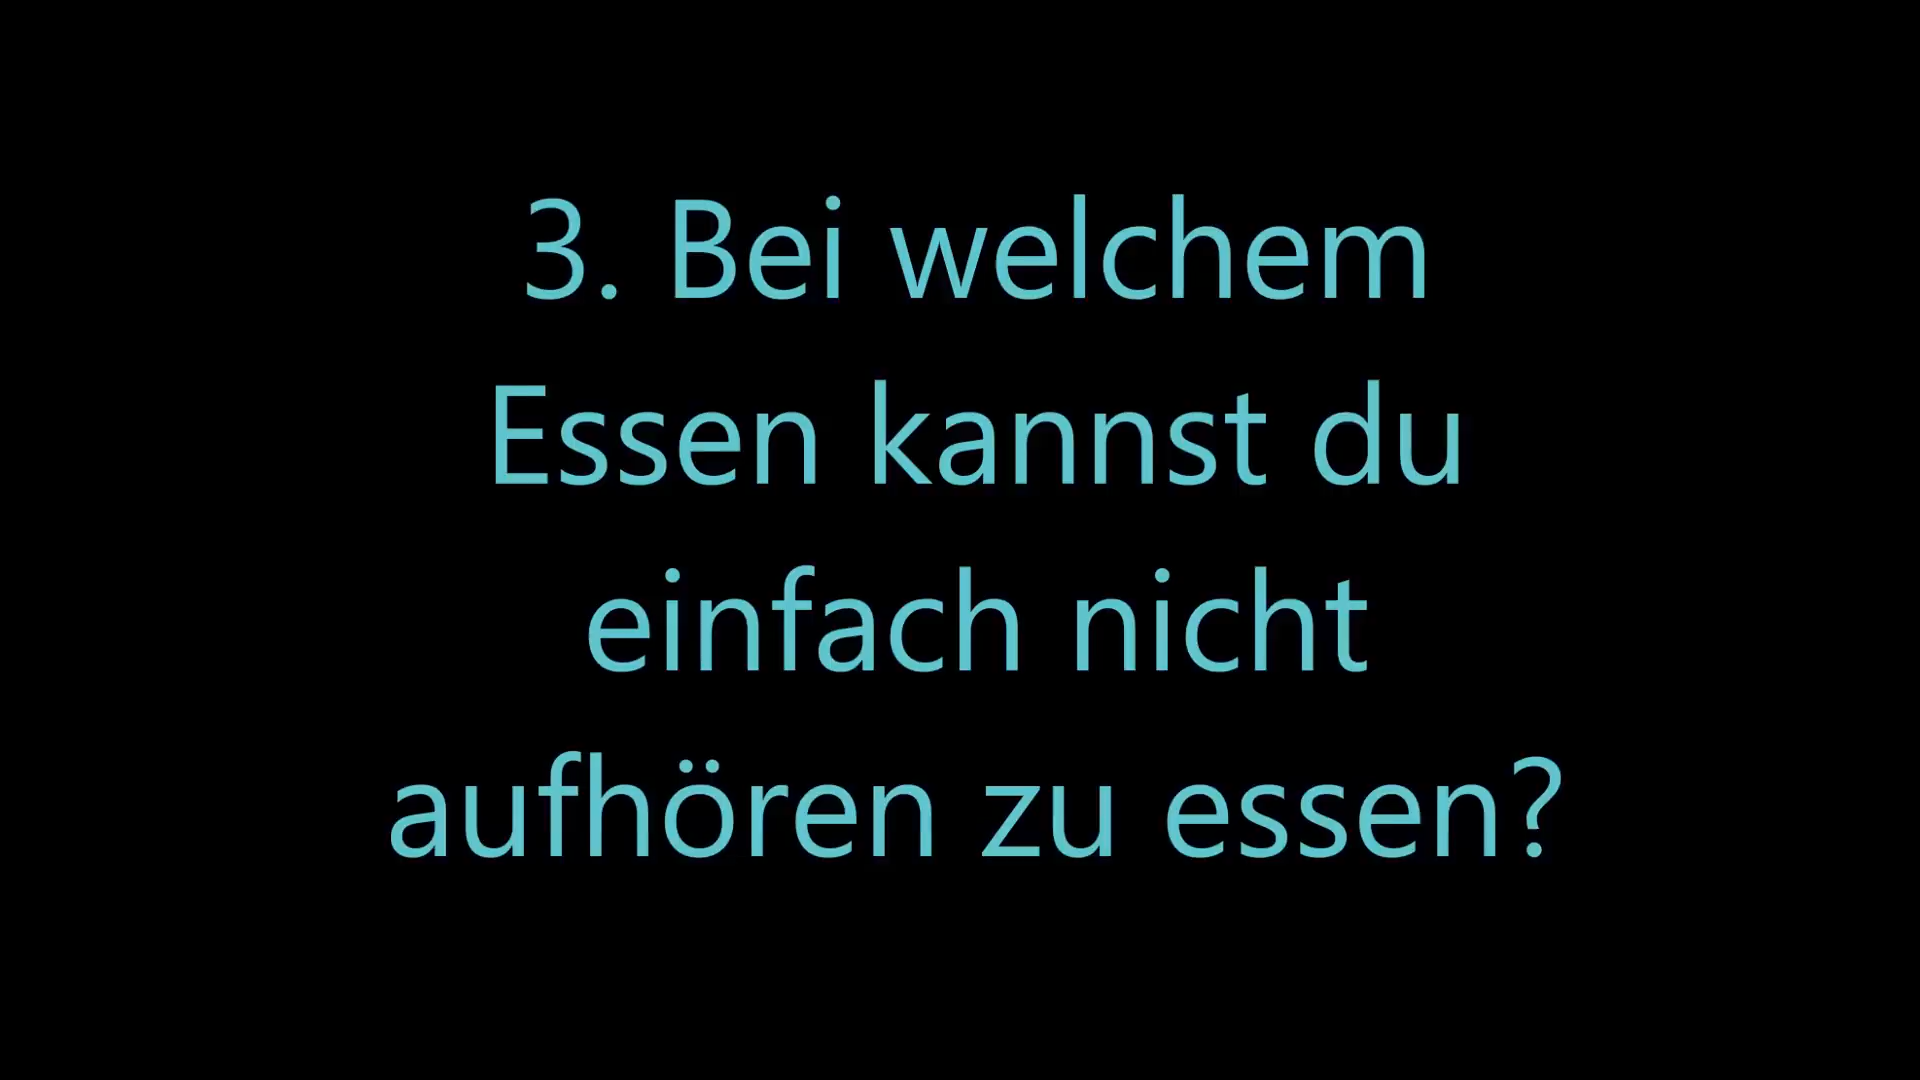 3. Bei welchem
Essen kannst du
einfach nicht
aufhören zu essen?